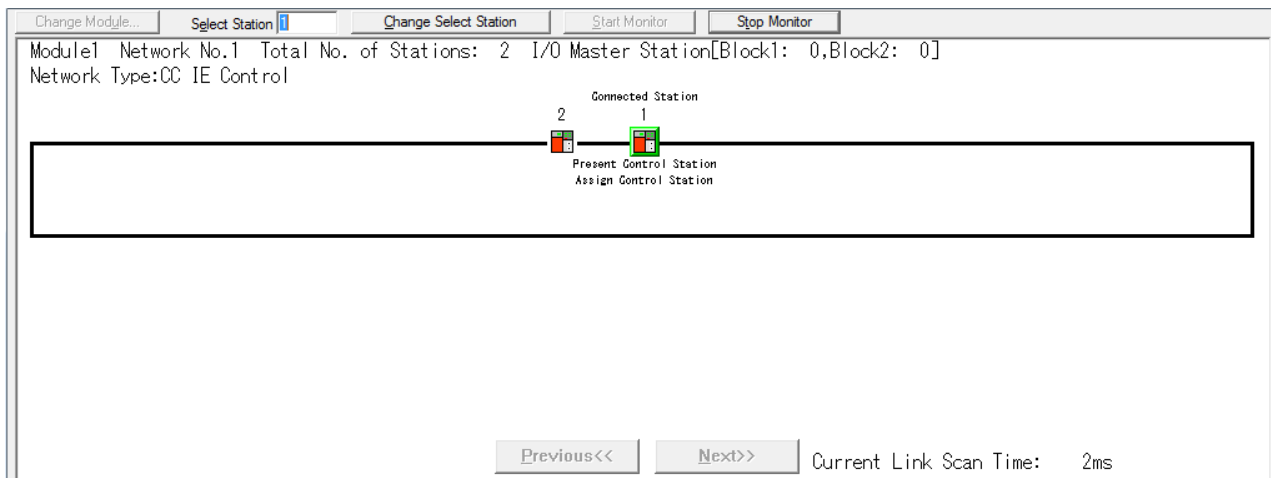 Change Module... Select Station 1 Change Select Station Start Monitor Stop Monitor
Module1 Network No.1 Total No. of Stations: 2 I/O Master Station[Block1: 0,Block2: 0]
Network Type:CC IE Control
Connected Station
2 1
Present Control Station
Assign Control Station
Previous<< Next>> Current Link Scan Time: 2ms